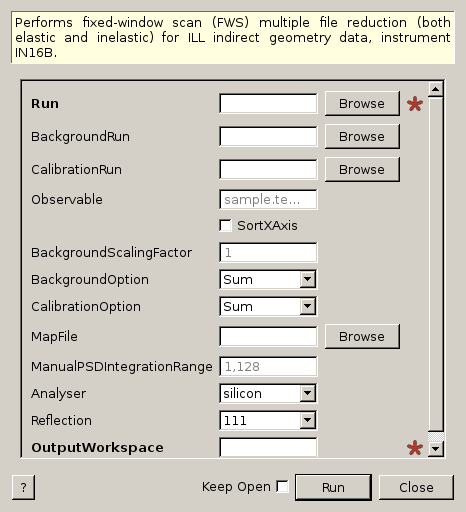 Performs fixed-window scan (FWS) multiple file reduction (both
elastic and inelastic) for ILL indirect geometry data, instrument
IN16B.
Run Browse *
BackgroundRun Browse
CalibrationRun Browse
Observable sample.te...
SortXAxis
BackgroundScalingFactor 1
BackgroundOption Sum
CalibrationOption Sum
MapFile Browse
ManualPSDIntegrationRange 1,128
Analyser silicon
Reflection 111
OutputWorkspace *
? Keep Open Run Close